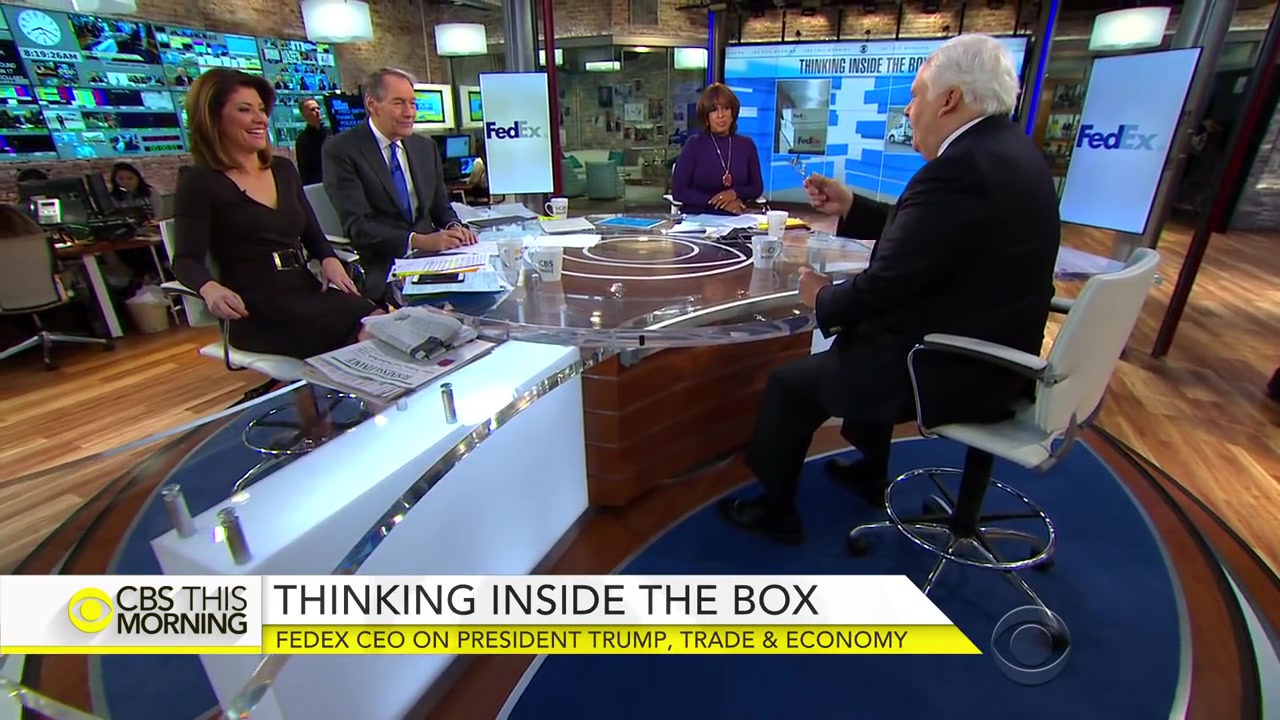 8:19:26AM
THINKING INSIDE THE BOX
FedEx
FedEx
CBS
CBS THIS
MORNING
THINKING INSIDE THE BOX
FEDEX CEO ON PRESIDENT TRUMP, TRADE & ECONOMY